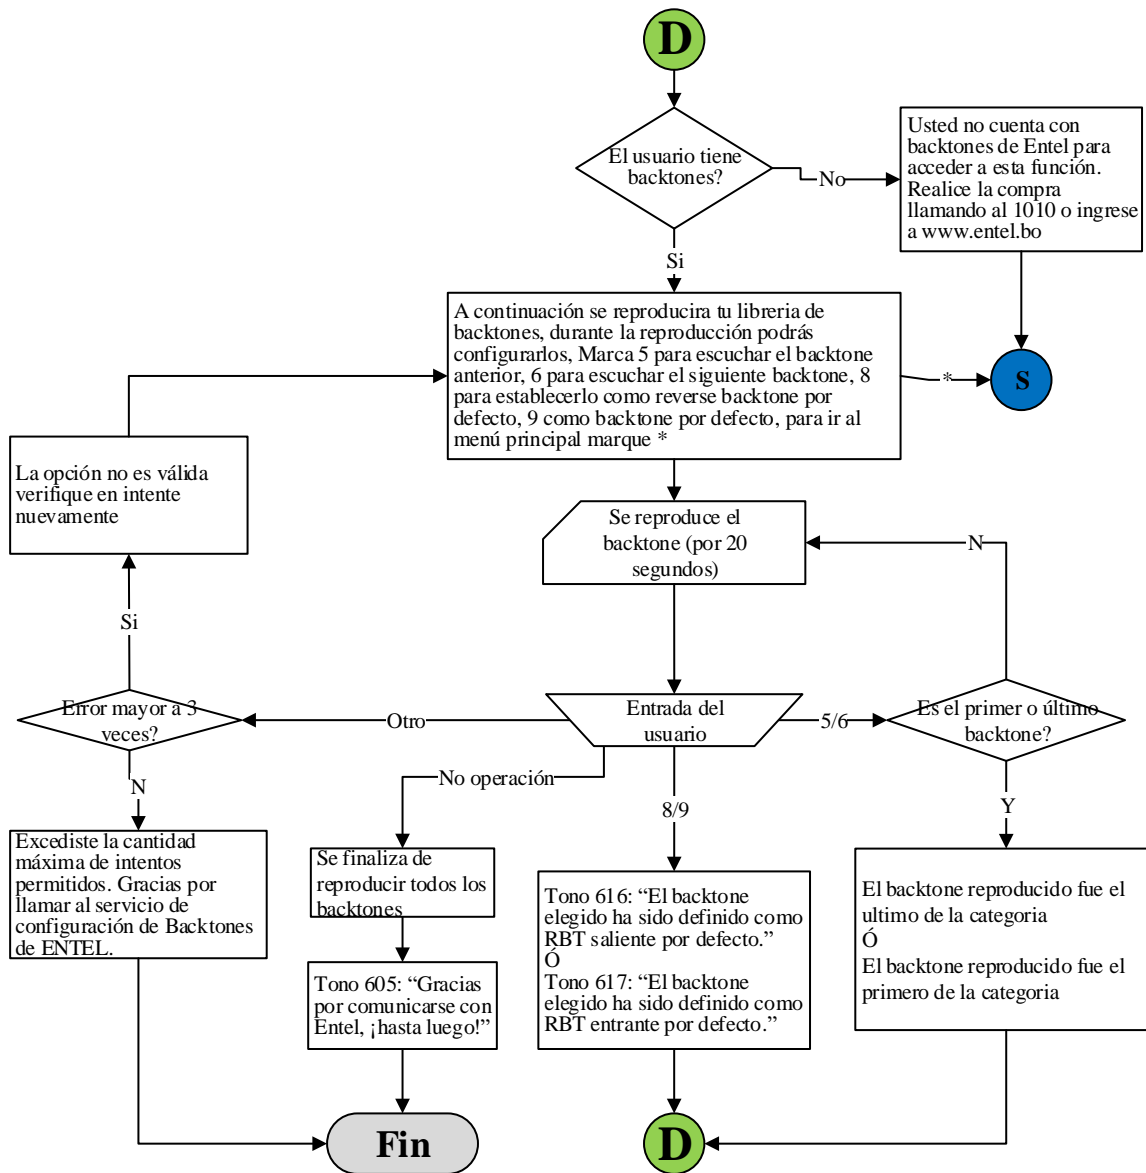 D
El usuario tiene
backtones?
No
Usted no cuenta con
backtones de Entel para
acceder a esta función.
Realice la compra
llamando al 1010 o ingrese
a www.entel.bo
Si
A continuación se reproducira tu libreria de
backtones, durante la reproducción podrás
configurarlos, Marca 5 para escuchar el backtone
anterior, 6 para escuchar el siguiente backtone, 8
para establecerlo como reverse backtone por
defecto, 9 como backtone por defecto, para ir al
menú principal marque *
*
S
La opción no es válida
verifique en intente
nuevamente
Se reproduce el
backtone (por 20
segundos)
N
Si
Error mayor a 3
veces?
Otro
Entrada del
usuario
5/6
Es el primer o último
backtone?
No operación
N
8/9
Y
Excediste la cantidad
máxima de intentos
permitidos. Gracias por
llamar al servicio de
configuración de Backtones
de ENTEL.
Se finaliza de
reproducir todos los
backtones
Tono 605: “Gracias
por comunicarse con
Entel, ¡hasta luego!”
Tono 616: “El backtone
elegido ha sido definido como
RBT saliente por defecto.”
Ó
Tono 617: “El backtone
elegido ha sido definido como
RBT entrante por defecto.”
El backtone reproducido fue el
ultimo de la categoria
Ó
El backtone reproducido fue el
primero de la categoria
Fin
D